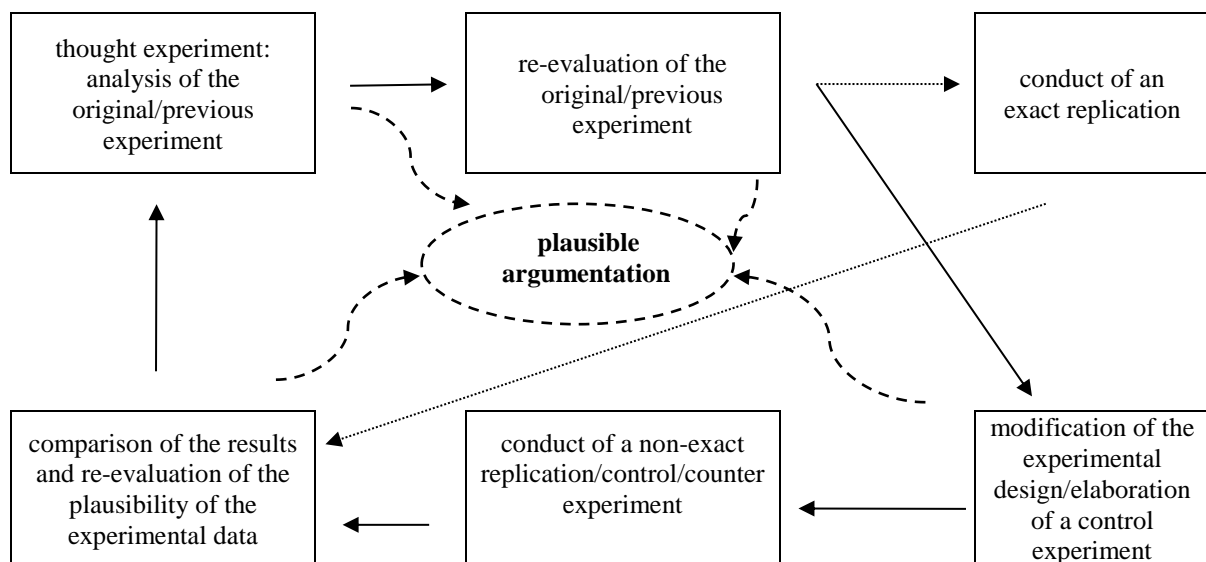 thought experiment:
analysis of the
original/previous
experiment
re-evaluation of the
original/previous
experiment
conduct of an
exact replication
plausible
argumentation
comparison of the results
and re-evaluation of the
plausibility of the
experimental data
conduct of a non-exact
replication/control/counter
experiment
modification of the
experimental
design/elaboration
of a control
experiment